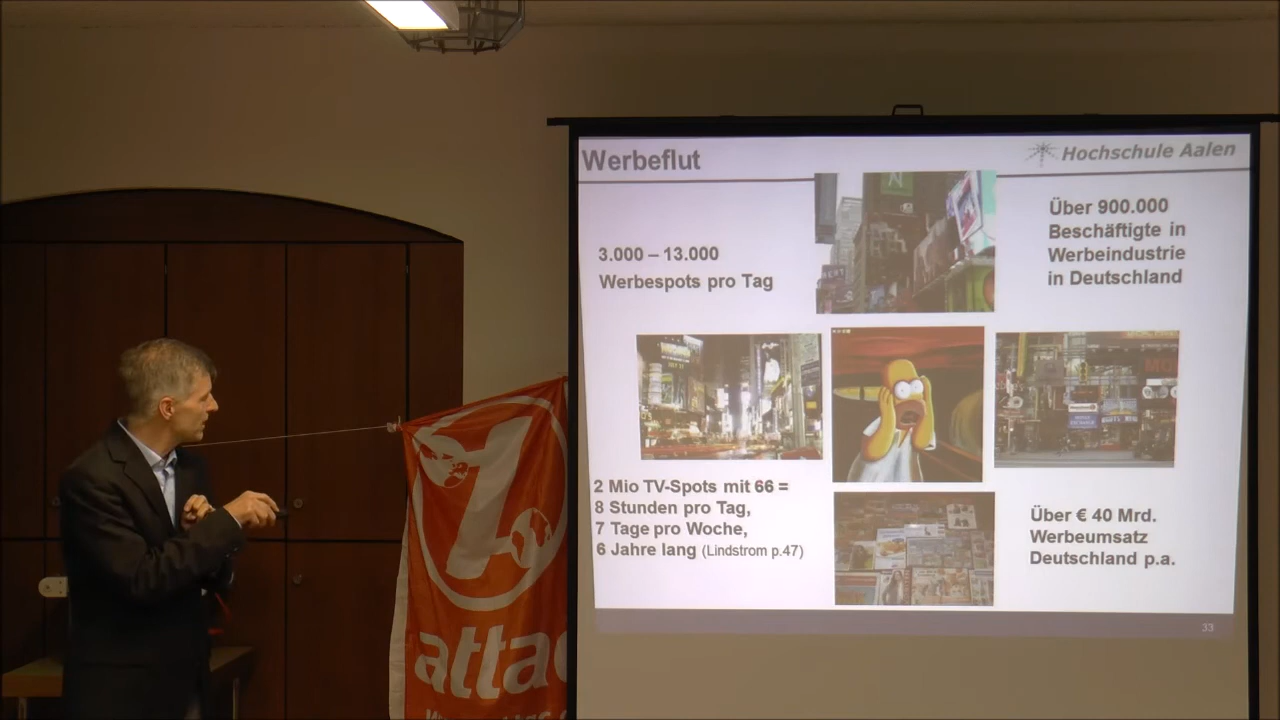 Werbeflut
Hochschule Aalen
3.000 – 13.000
Werbespots pro Tag
Über 900.000
Beschäftigte in
Werbeindustrie
in Deutschland
2 Mio TV-Spots mit 66 =
8 Stunden pro Tag,
7 Tage pro Woche,
6 Jahre lang (Lindstrom p.47)
Über € 40 Mrd.
Werbeumsatz
Deutschland p.a.
33
attac